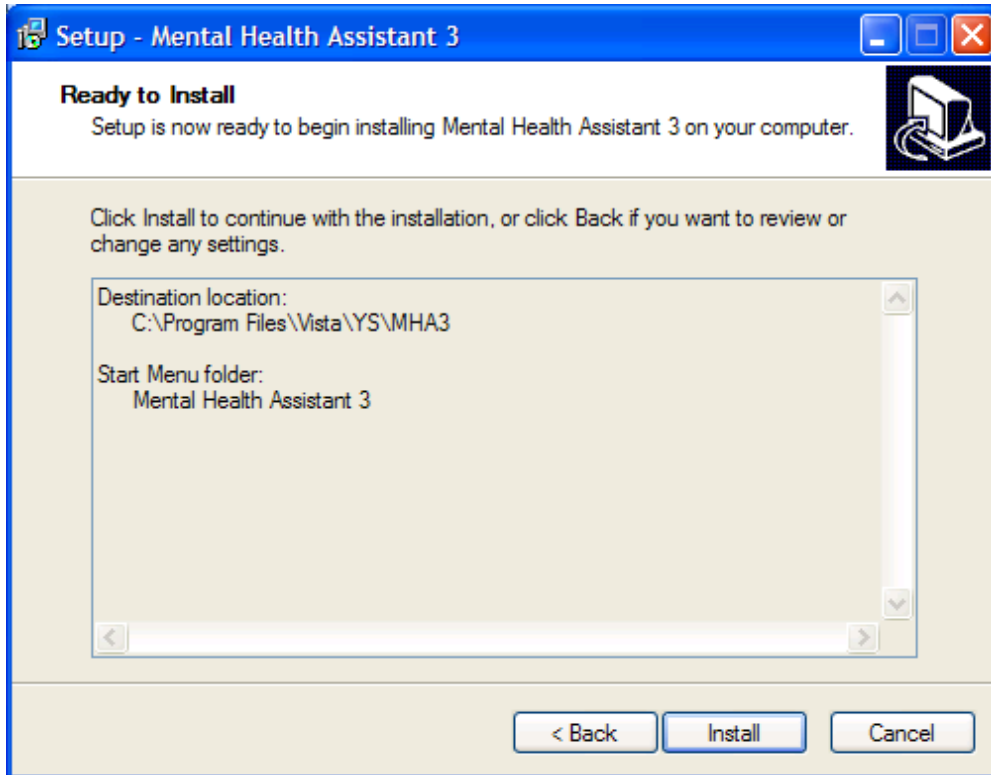 Setup - Mental Health Assistant 3
Ready to Install
Setup is now ready to begin installing Mental Health Assistant 3 on your computer.
Click Install to continue with the installation, or click Back if you want to review or
change any settings.
Destination location:
C:\Program Files\Vista\YS\MHA3
Start Menu folder:
Mental Health Assistant 3
< Back
Install
Cancel